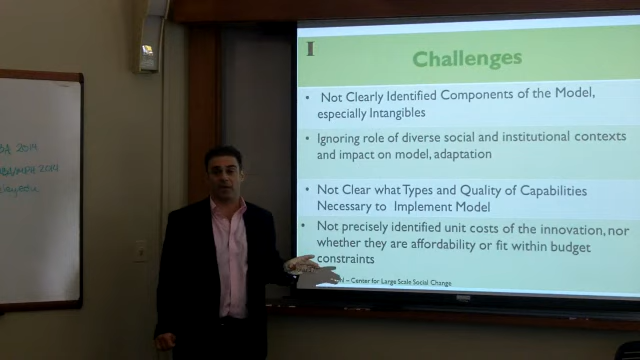 I
Challenges
• Not Clearly Identified Components of the Model,
especially Intangibles
• Ignoring role of diverse social and institutional contexts
and impact on model, adaptation
• Not Clear what Types and Quality of Capabilities
Necessary to Implement Model
• Not precisely identified unit costs of the innovation, nor
whether they are affordability or fit within budget
constraints
– Center for Large Scale Social Change
BA 2014